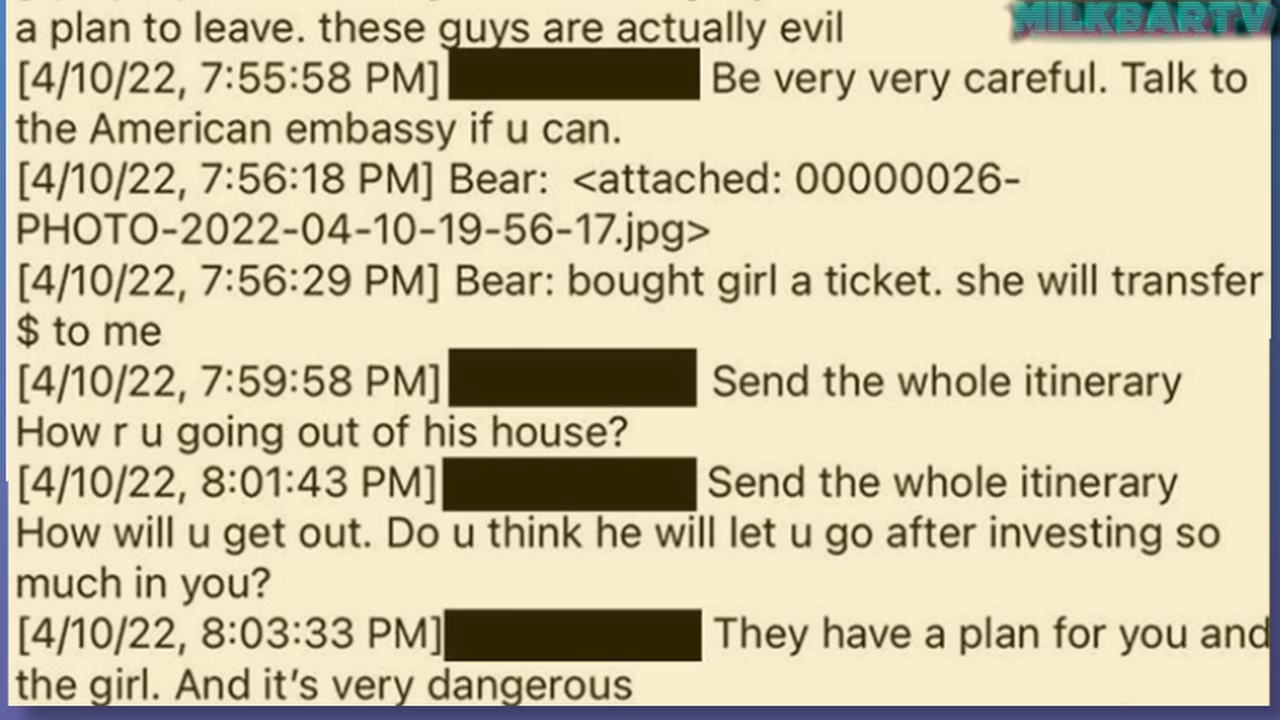 MILKBARTV
a plan to leave. these guys are actually evil
[4/10/22, 7:55:58 PM] Be very very careful. Talk to
the American embassy if u can.
[4/10/22, 7:56:18 PM] Bear: <attached: 00000026-
PHOTO-2022-04-10-19-56-17.jpg>
[4/10/22, 7:56:29 PM] Bear: bought girl a ticket. she will transfer
$ to me
[4/10/22, 7:59:58 PM] Send the whole itinerary
How r u going out of his house?
[4/10/22, 8:01:43 PM] Send the whole itinerary
How will u get out. Do u think he will let u go after investing so
much in you?
[4/10/22, 8:03:33 PM] They have a plan for you and
the girl. And it’s very dangerous